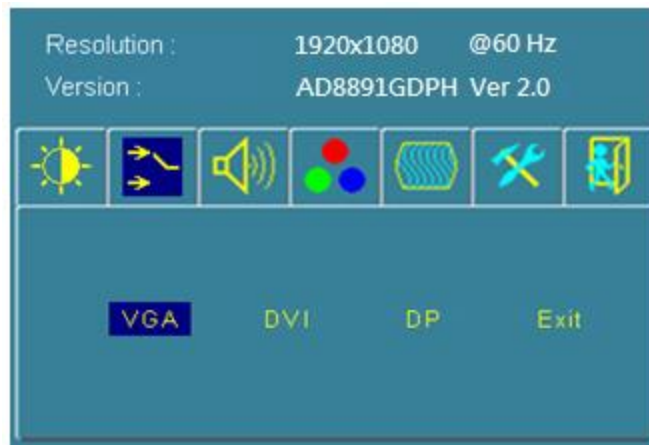 Resolution : 1920x1080 @60 Hz
Version : AD8891GDPH Ver 2.0
VGA DVI DP Exit